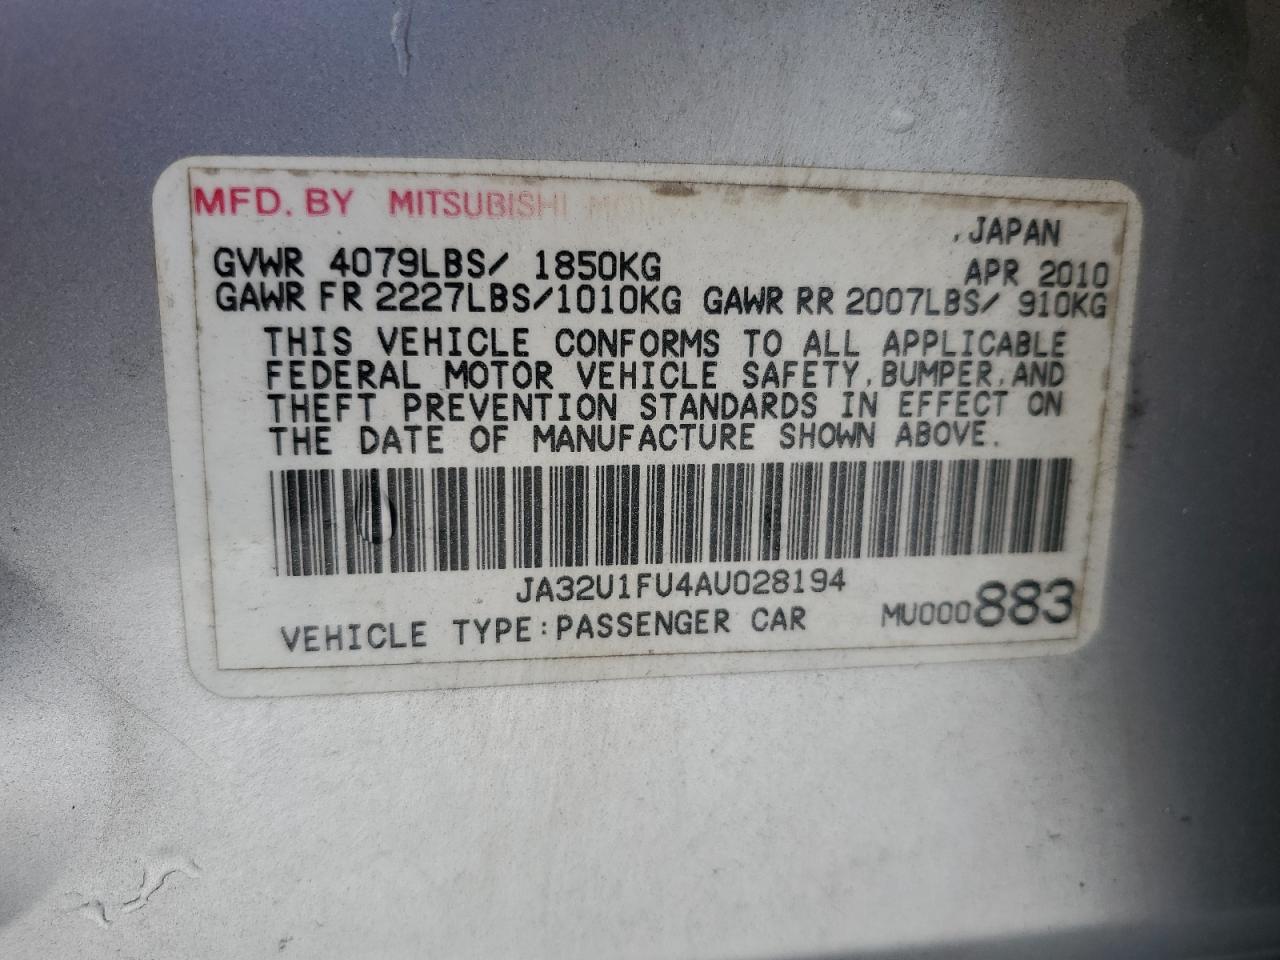 MFD. BY MITSUBISHI
,JAPAN
GVWR 4079LBS/ 1850KG APR 2010
GAWR FR 2227LBS/1010KG GAWR RR 2007LBS/ 910KG
THIS VEHICLE CONFORMS TO ALL APPLICABLE
FEDERAL MOTOR VEHICLE SAFETY, BUMPER, AND
THEFT PREVENTION STANDARDS IN EFFECT ON
THE DATE OF MANUFACTURE SHOWN ABOVE.
JA32U1FU4AU028194
VEHICLE TYPE:PASSENGER CAR MU000883